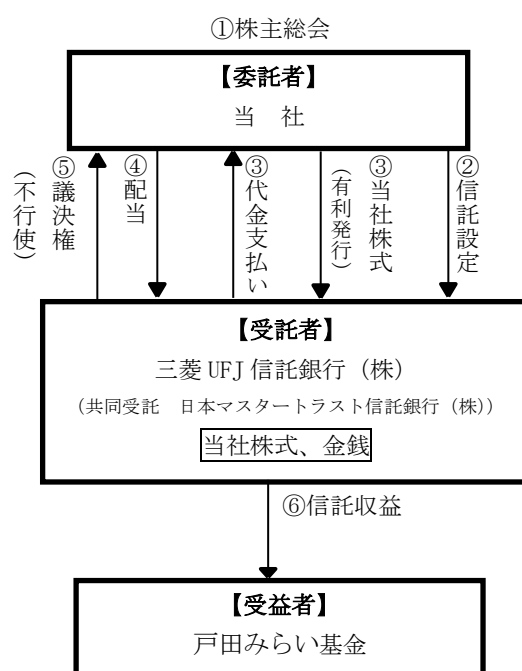 ①株主総会
【委託者】
当 社
⑤議決権
（不行使）
④配当
③代金支払い
③当社株式
（有利発行）
②信託設定
【受託者】
三菱 UFJ 信託銀行（株）
（共同受託 日本マスタートラスト信託銀行（株））
当社株式、金銭
⑥信託収益
【受益者】
戸田みらい基金